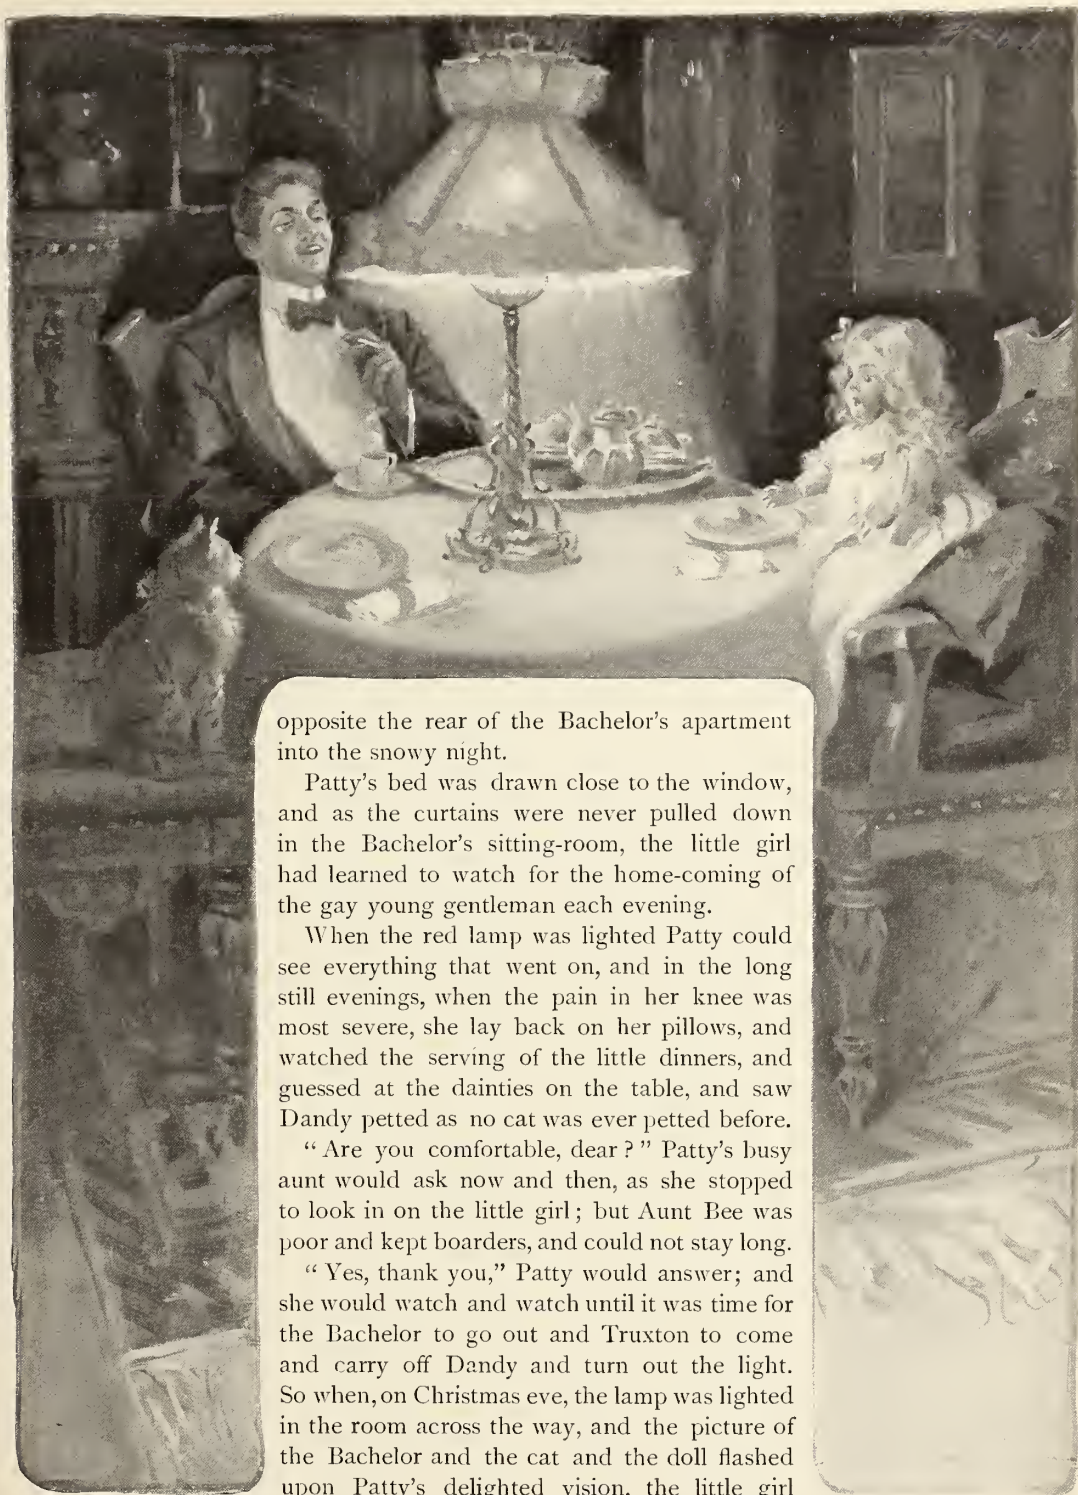 opposite the rear of the Bachelor's apartment
into the snowy night.
Patty's bed was drawn close to the window,
and as the curtains were never pulled down
in the Bachelor's sitting-room, the little girl
had learned to watch for the home-coming of
the gay young gentleman each evening.
When the red lamp was lighted Patty could
see everything that went on, and in the long
still evenings, when the pain in her knee was
most severe, she lay back on her pillows, and
watched the serving of the little dinners, and
guessed at the dainties on the table, and saw
Dandy petted as no cat was ever petted before.
"Are you comfortable, dear?" Patty's busy
aunt would ask now and then, as she stopped
to look in on the little girl; but Aunt Bee was
poor and kept boarders, and could not stay long.
"Yes, thank you," Patty would answer; and
she would watch and watch until it was time for
the Bachelor to go out and Truxton to come
and carry off Dandy and turn out the light.
So when, on Christmas eve, the lamp was lighted
in the room across the way, and the picture of
the Bachelor and the cat and the doll flashed
upon Patty's delighted vision, the little girl